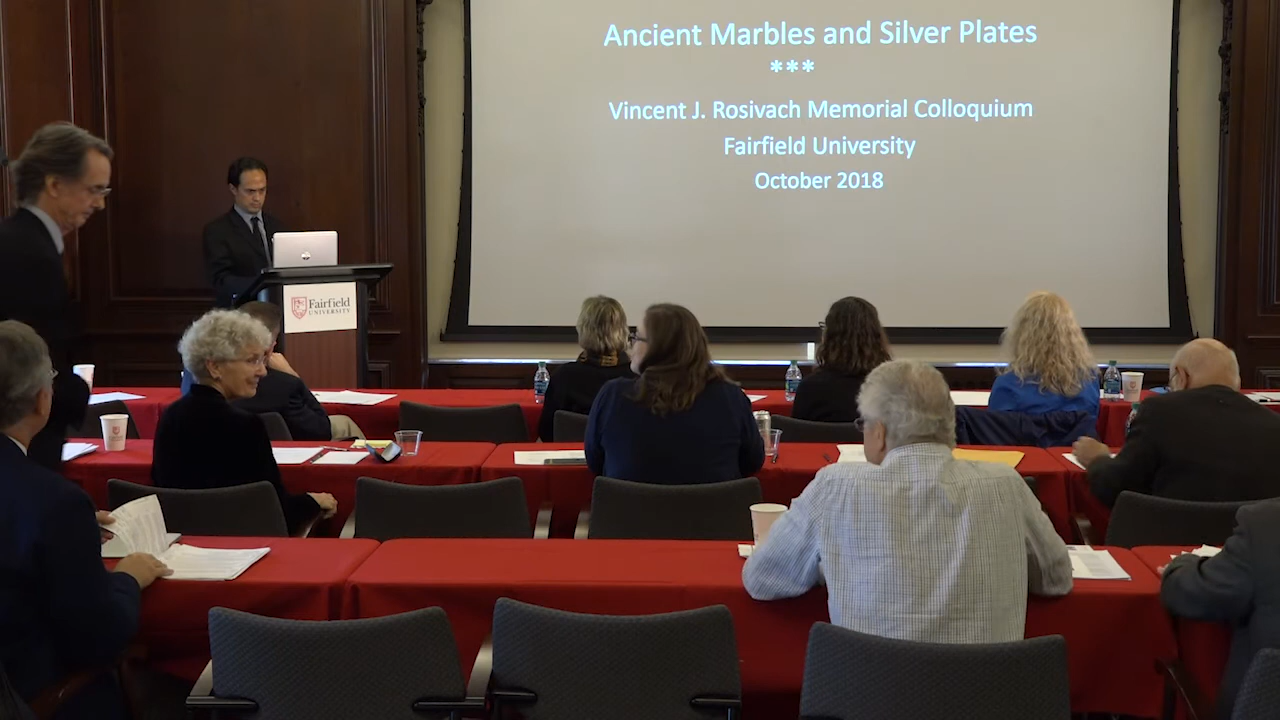 Ancient Marbles and Silver Plates
***
Vincent J. Rosivach Memorial Colloquium
Fairfield University
October 2018
Fairfield
UNIVERSITY